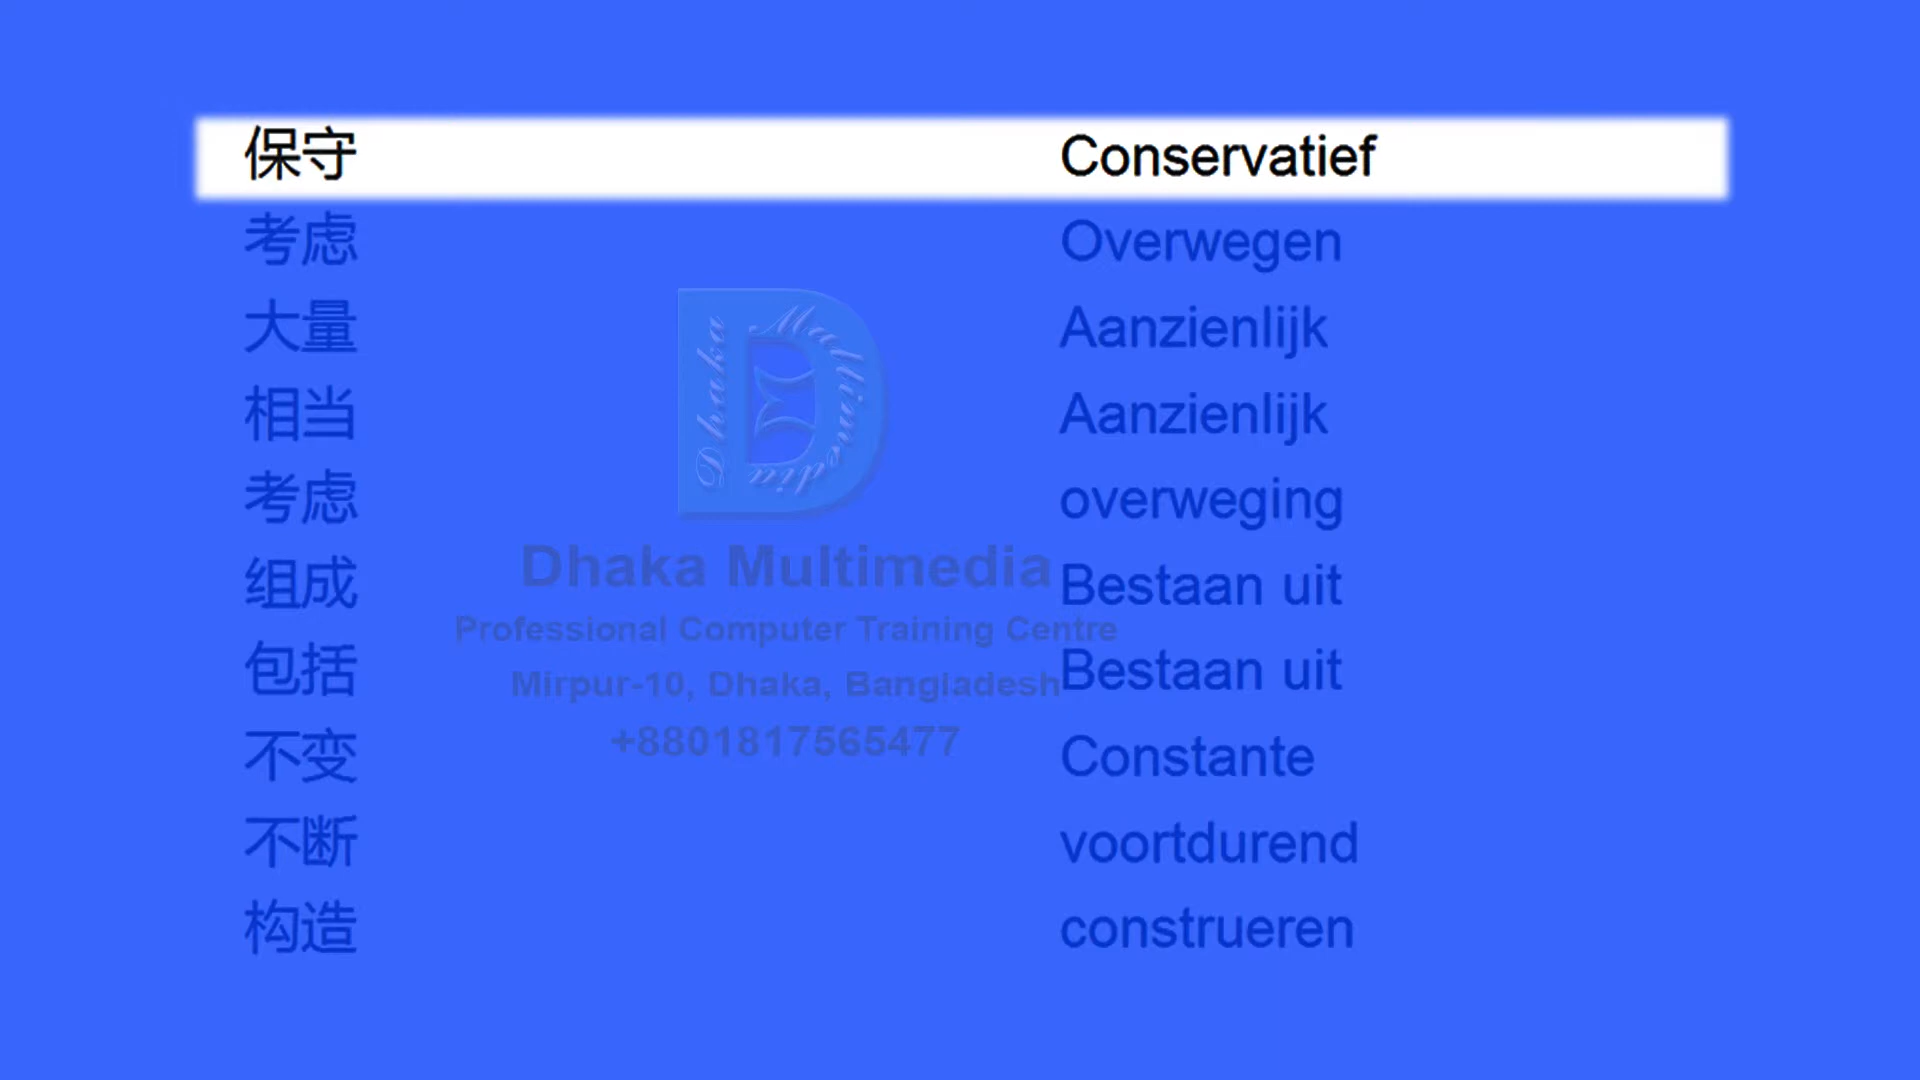 保守 Conservatief
考虑 Overwegen
大量 Aanzienlijk
相当 Aanzienlijk
考虑 overweging
组成 Bestaan uit
包括 Bestaan uit
不变 Constante
不断 voortdurend
构造 construeren
Dhaka Multimedia
Dhaka Multimedia
Professional Computer Training Centre
Mirpur-10, Dhaka, Bangladesh
+8801817565477